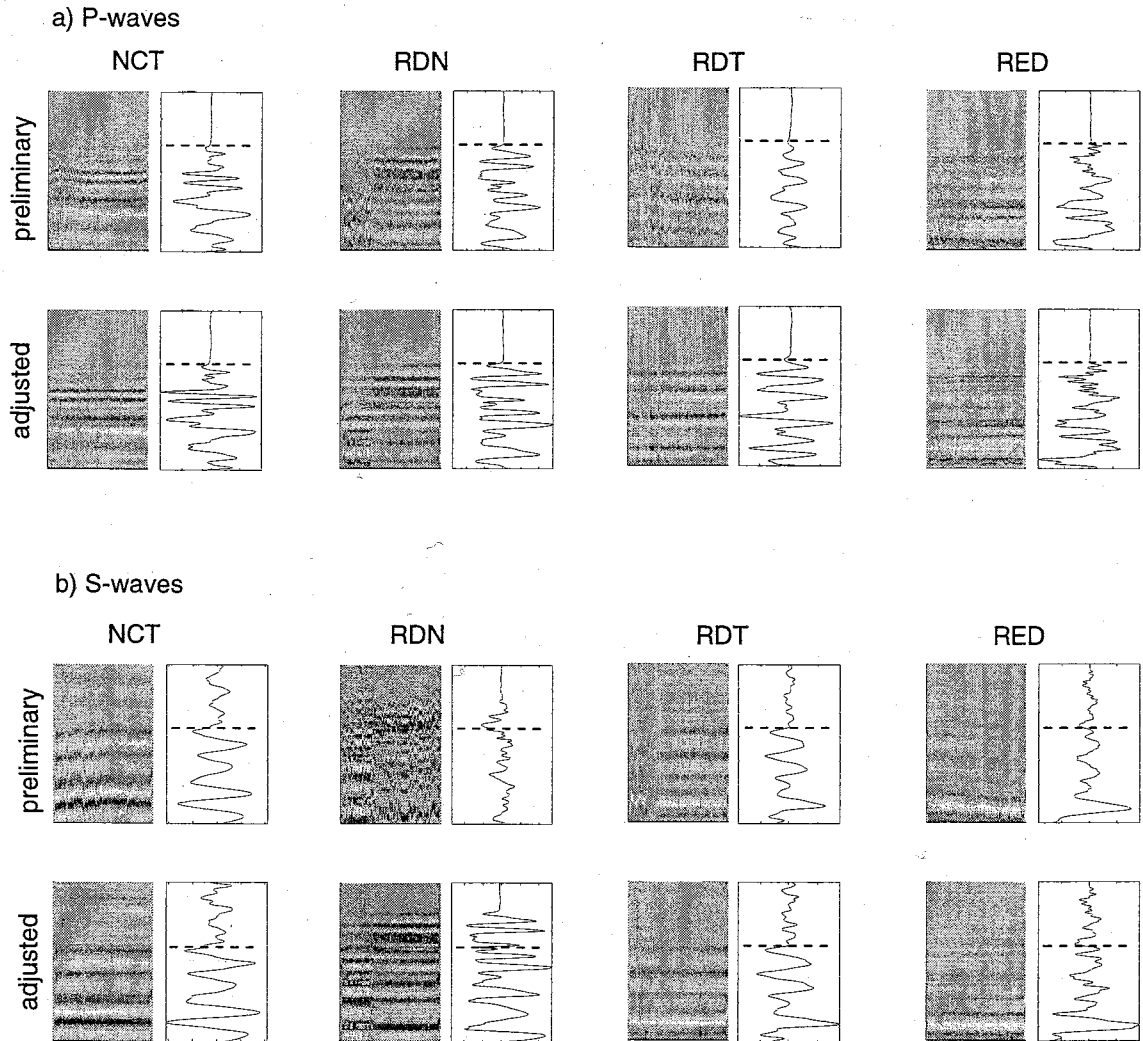 a) P-waves
NCT RDN RDT RED
preliminary
adjusted
b) S-waves
NCT RDN RDT RED
preliminary
adjusted